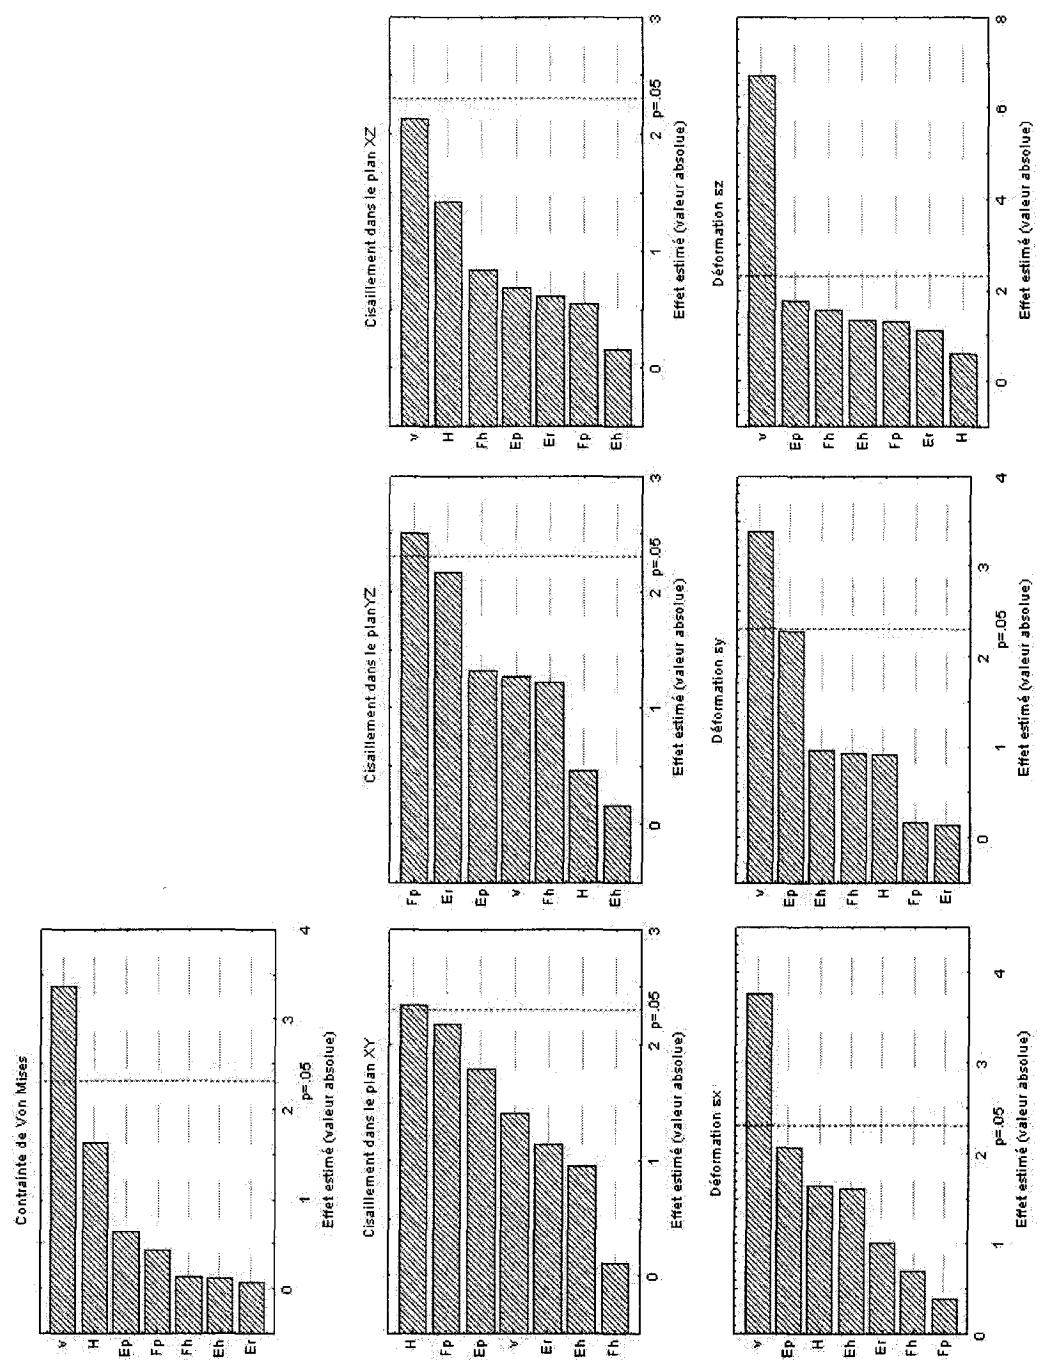 Contrainte de Von Mises
v
H
Ep
Fp
Fh
Eh
Er
0
1
2
3
4
p=.05
Effet estimé (valeur absolue)
Cisaillement dans le plan XY
H
Fp
Ep
v
Er
Eh
Fh
0
1
2
3
p=.05
Effet estimé (valeur absolue)
Cisaillement dans le planYZ
Fp
Er
Ep
v
Fh
H
Eh
0
1
2
3
p=.05
Effet estimé (valeur absolue)
Cisaillement dans le plan XZ
v
H
Fh
Ep
Er
Fp
Eh
0
1
2
3
p=.05
Effet estimé (valeur absolue)
Déformation εx
v
Ep
H
Eh
Er
Fh
Fp
0
1
2
3
4
p=.05
Effet estimé (valeur absolue)
Déformation εy
v
Ep
Eh
Fh
H
Fp
Er
0
1
2
3
4
p=.05
Effet estimé (valeur absolue)
Déformation εz
v
Ep
Fh
Eh
Fp
Er
H
0
2
4
6
8
Effet estimé (valeur absolue)